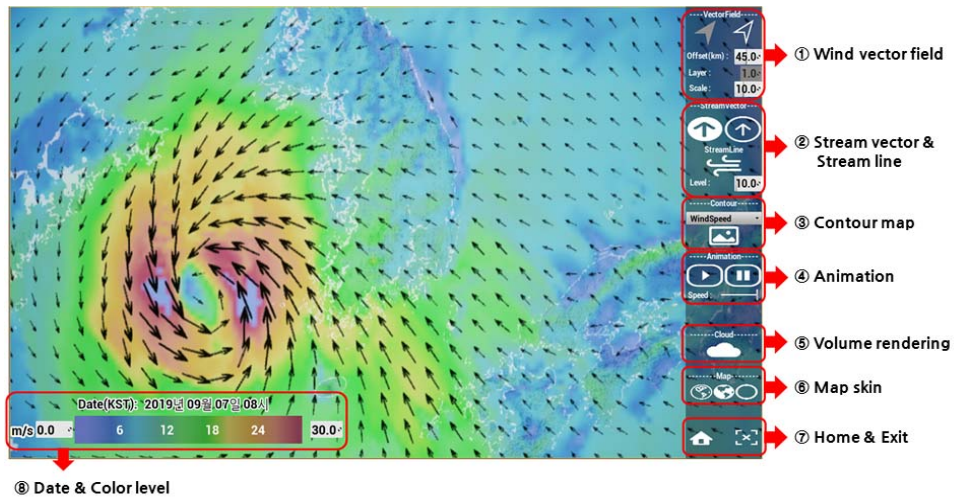 ----VectorField----
Offset(km) : 45.0
Layer : 1.0
Scale : 10.0
① Wind vector field
----StreamVector----
StreamLine
Level : 10.0
② Stream vector &
Stream line
-----Contour-----
WindSpeed
③ Contour map
----Animation----
Speed :
④ Animation
-----Cloud-----
⑤ Volume rendering
-----Map-----
⑥ Map skin
⑦ Home & Exit
Date(KST): 2019년 09월 07일 08시
m/s 0.0 6 12 18 24 30.0
⑧ Date & Color level